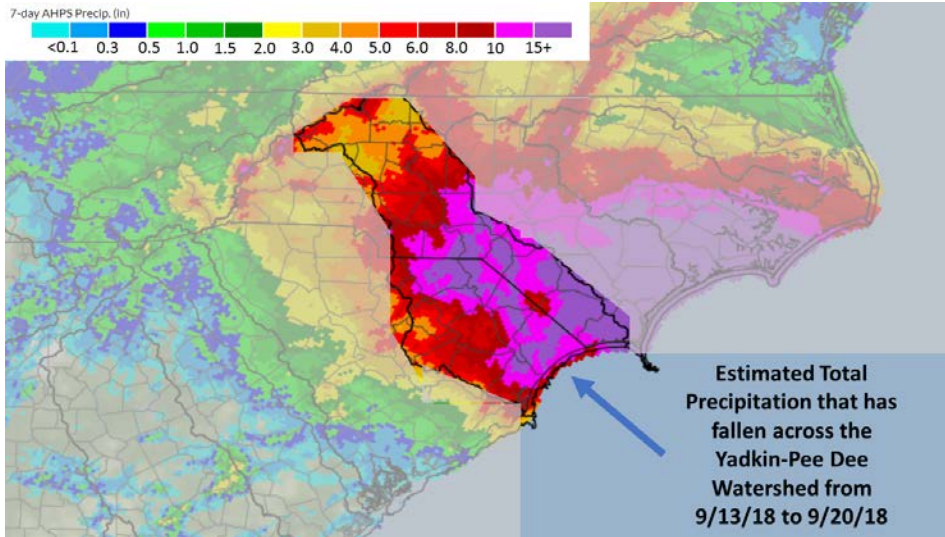 7-day AHPS Precip. (in)
<0.1 0.3 0.5 1.0 1.5 2.0 3.0 4.0 5.0 6.0 8.0 10 15+
Estimated Total
Precipitation that has
fallen across the
Yadkin-Pee Dee
Watershed from
9/13/18 to 9/20/18